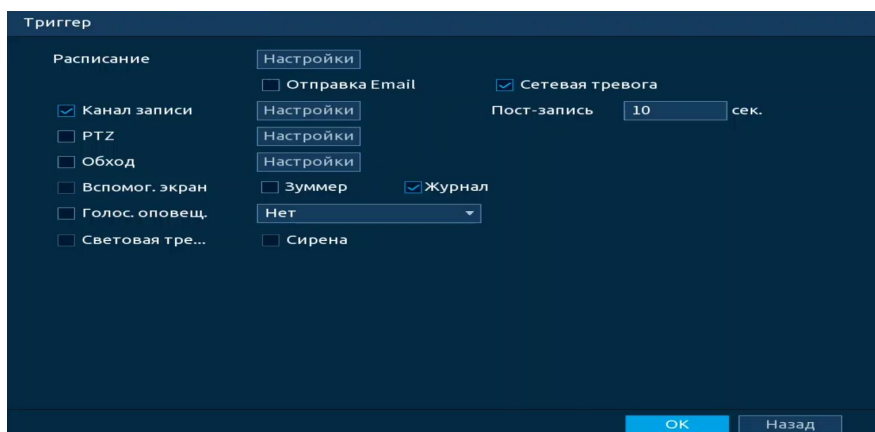 Триггер
Расписание Настройки
Отправка Email Сетевая тревога
Канал записи Настройки Пост-запись 10 сек.
PTZ Настройки
Обход Настройки
Вспомог. экран Зуммер Журнал
Голос. оповещ. Нет
Световая тре... Сирена
OK Назад